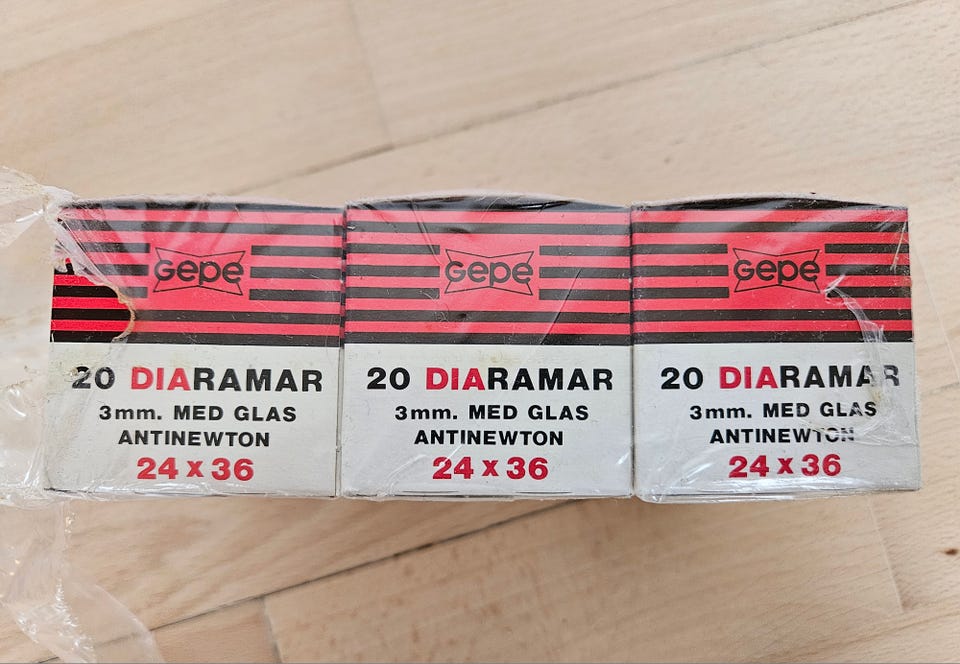 GePe
20 DIARAMAR
3mm. MED GLAS
ANTINEWTON
24 x 36
GePe
20 DIARAMAR
3mm. MED GLAS
ANTINEWTON
24 x 36
GePe
20 DIARAMAR
3mm. MED GLAS
ANTINEWTON
24 x 36